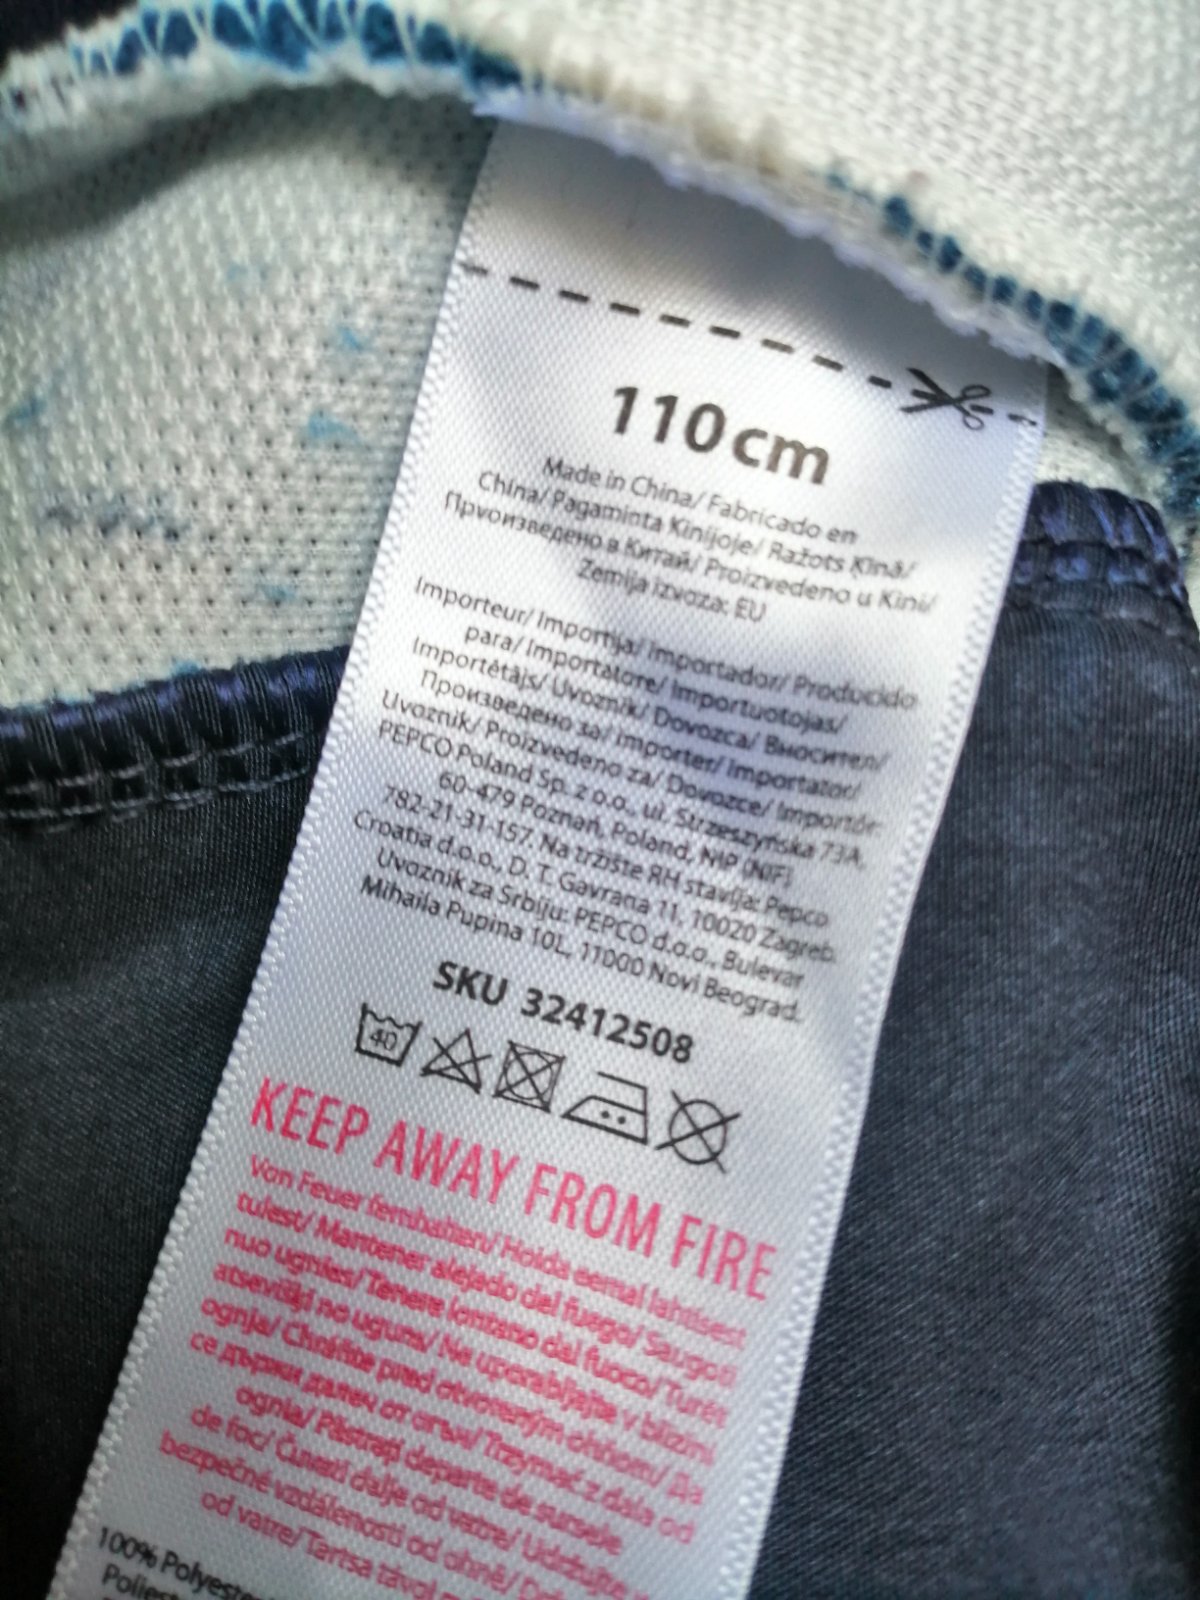 110cm
Made in China/ Fabricado en
China/ Pagaminta Kinijoje/ Ražots Ķīnā/
Прvоизведено в Китай/ Proizvedeno u Kini/
Zemlja izvoza: EU
Importeur/ Importija/ Importador/ Producido
para/ Importatore/ Importuotojas/
Importētājs/ Uvoznik/ Dovozca/ Вносител/
Произведено за/ Importer/ Importator/
Uvoznik/ Proizvedeno za/ Dovozce/ Importőr:
PEPCO Poland Sp. z o.o., ul. Strzeszyńska 73A,
60-479 Poznań, Poland, NIP (NIF)
782-21-31-157. Na tržište RH stavlja: Pepco
Croatia d.o.o., D. T. Gavrana 11, 10020 Zagreb.
Uvoznik za Srbiju: PEPCO d.o.o., Bulevar
Mihaila Pupina 10L, 11000 Novi Beograd.
SKU 32412508
40
KEEP AWAY FROM FIRE
Von Feuer fernhalten/ Hoida eemal lahtisest
tulest/ Mantener alejado del fuego/ Saugoti
nuo ugnies/ Tenere lontano dal fuoco/ Turēt
atsevišķi no uguns/ Ne uporabljajte v bližini
ognja/ Chráňte pred otvoreným ohňom/ Да
се държи далеч от огън/ Trzymać z dala od
ognia/ Păstrați departe de sursele
de foc/ Čuvati dalje od vatre/ Udržujte
bezpečné vzdálenosti od ohně/
od vatre/ Tartsa távol
100% Polyester